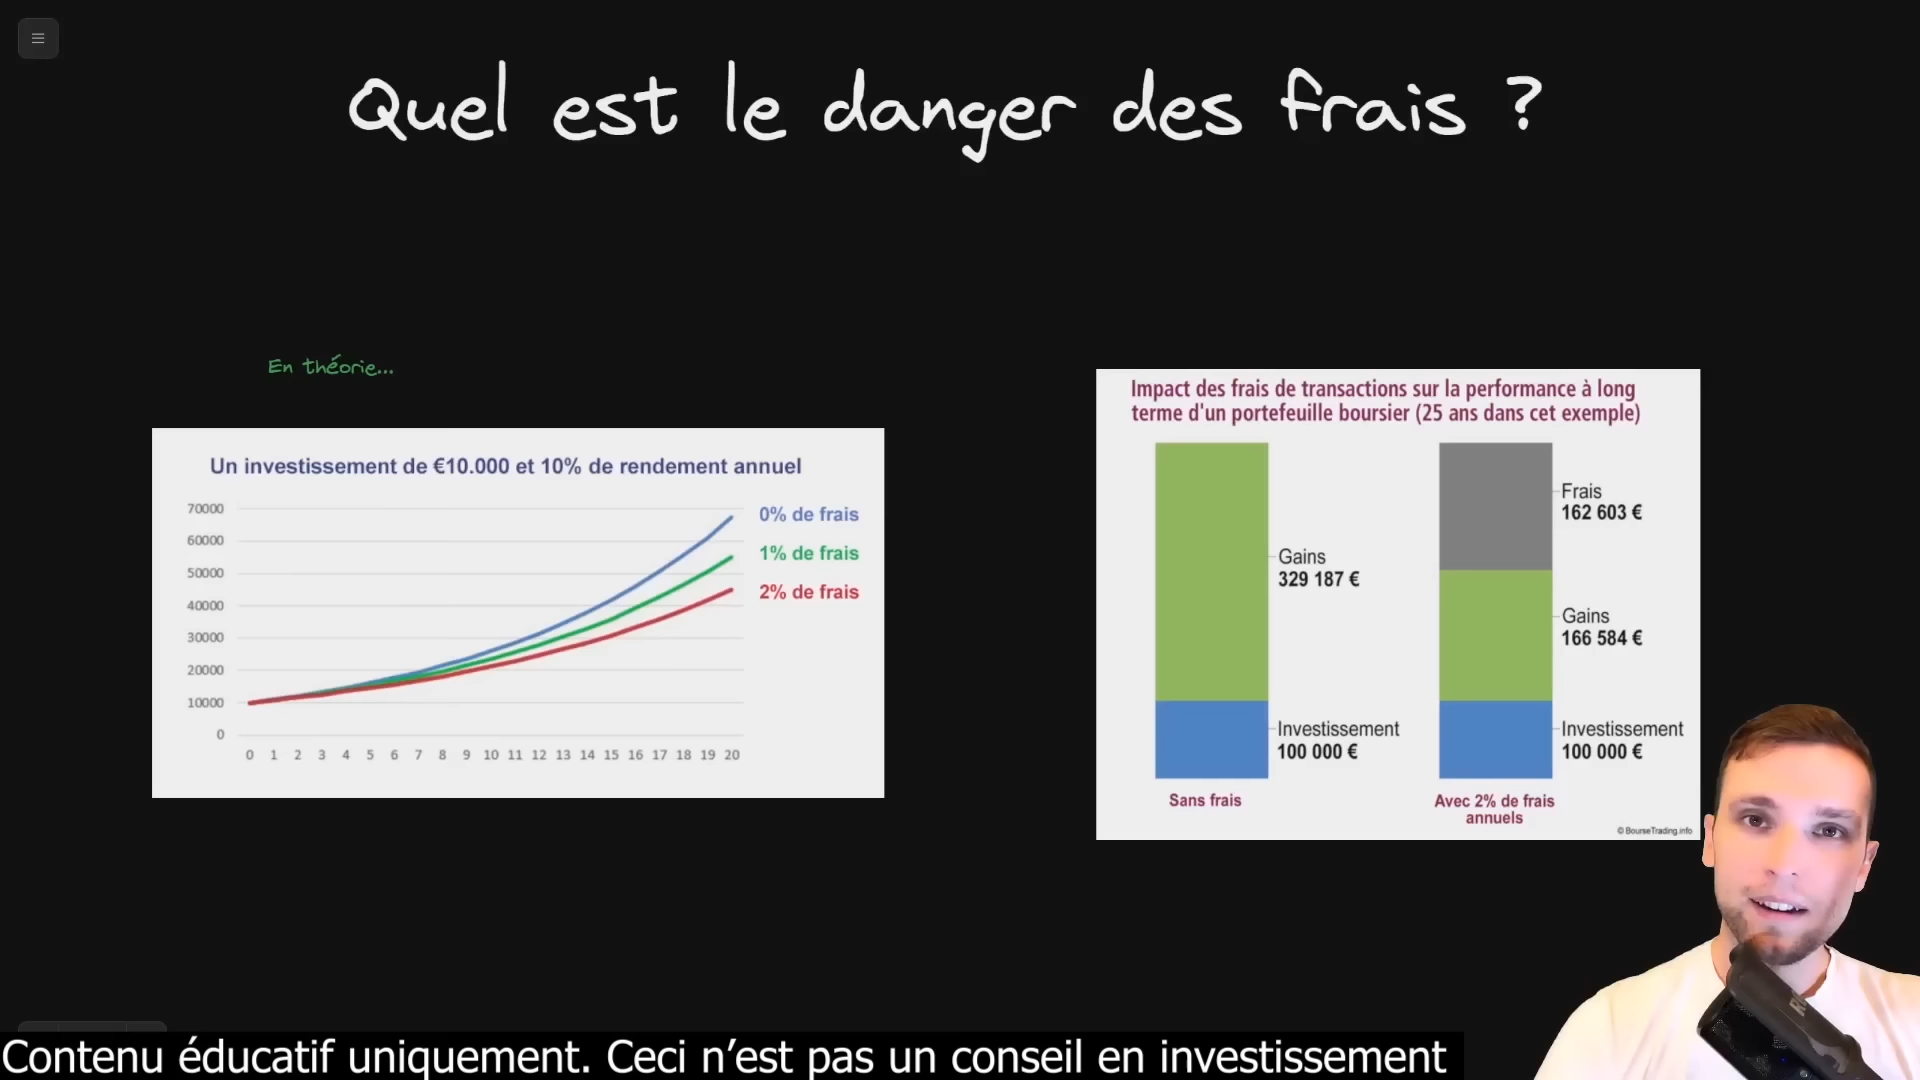 Quel est le danger des frais ?
En théorie...
Un investissement de €10.000 et 10% de rendement annuel
70000
60000
50000
40000
30000
20000
10000
0
0 1 2 3 4 5 6 7 8 9 10 11 12 13 14 15 16 17 18 19 20
0% de frais
1% de frais
2% de frais
Impact des frais de transactions sur la performance à long
terme d'un portefeuille boursier (25 ans dans cet exemple)
Gains
329 187 €
Investissement
100 000 €
Sans frais
Frais
162 603 €
Gains
166 584 €
Investissement
100 000 €
Avec 2% de frais
annuels
© BourseTrading.info
Contenu éducatif uniquement. Ceci n’est pas un conseil en investissement